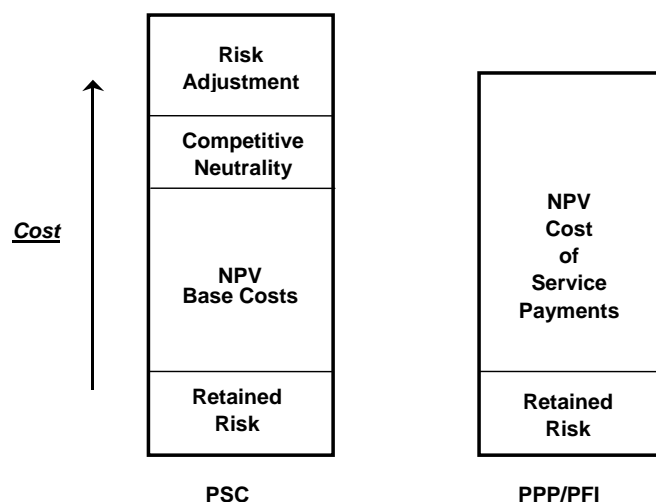 Risk
Adjustment
Competitive
Neutrality
Cost
NPV
Base Costs
Retained
Risk
PSC
NPV
Cost
of
Service
Payments
Retained
Risk
PPP/PFI